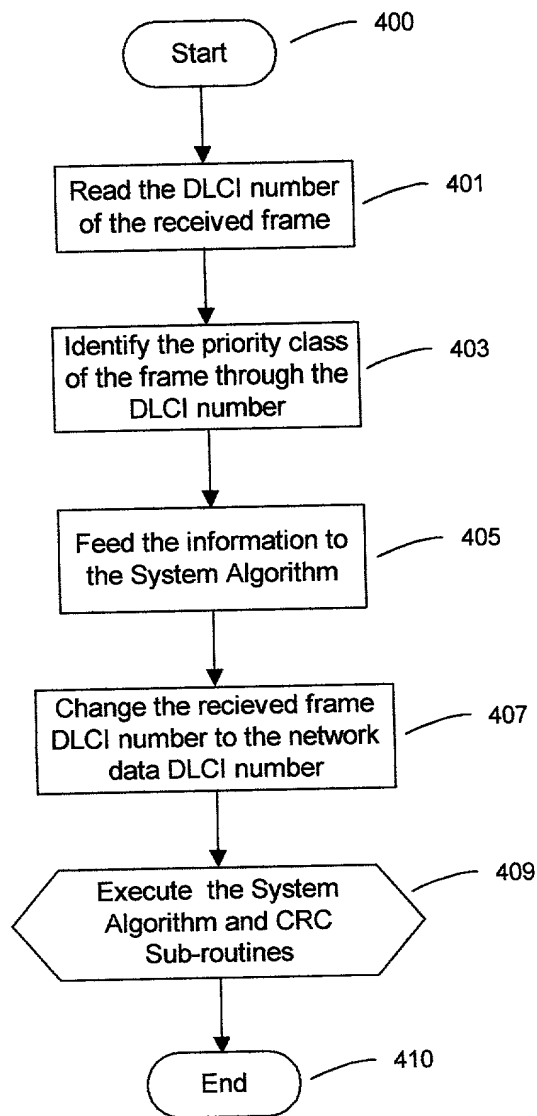 Start
400
Read the DLCI number
of the received frame
401
Identify the priority class
of the frame through the
DLCI number
403
Feed the information to
the System Algorithm
405
Change the recieved frame
DLCI number to the network
data DLCI number
407
Execute the System
Algorithm and CRC
Sub-routines
409
End
410